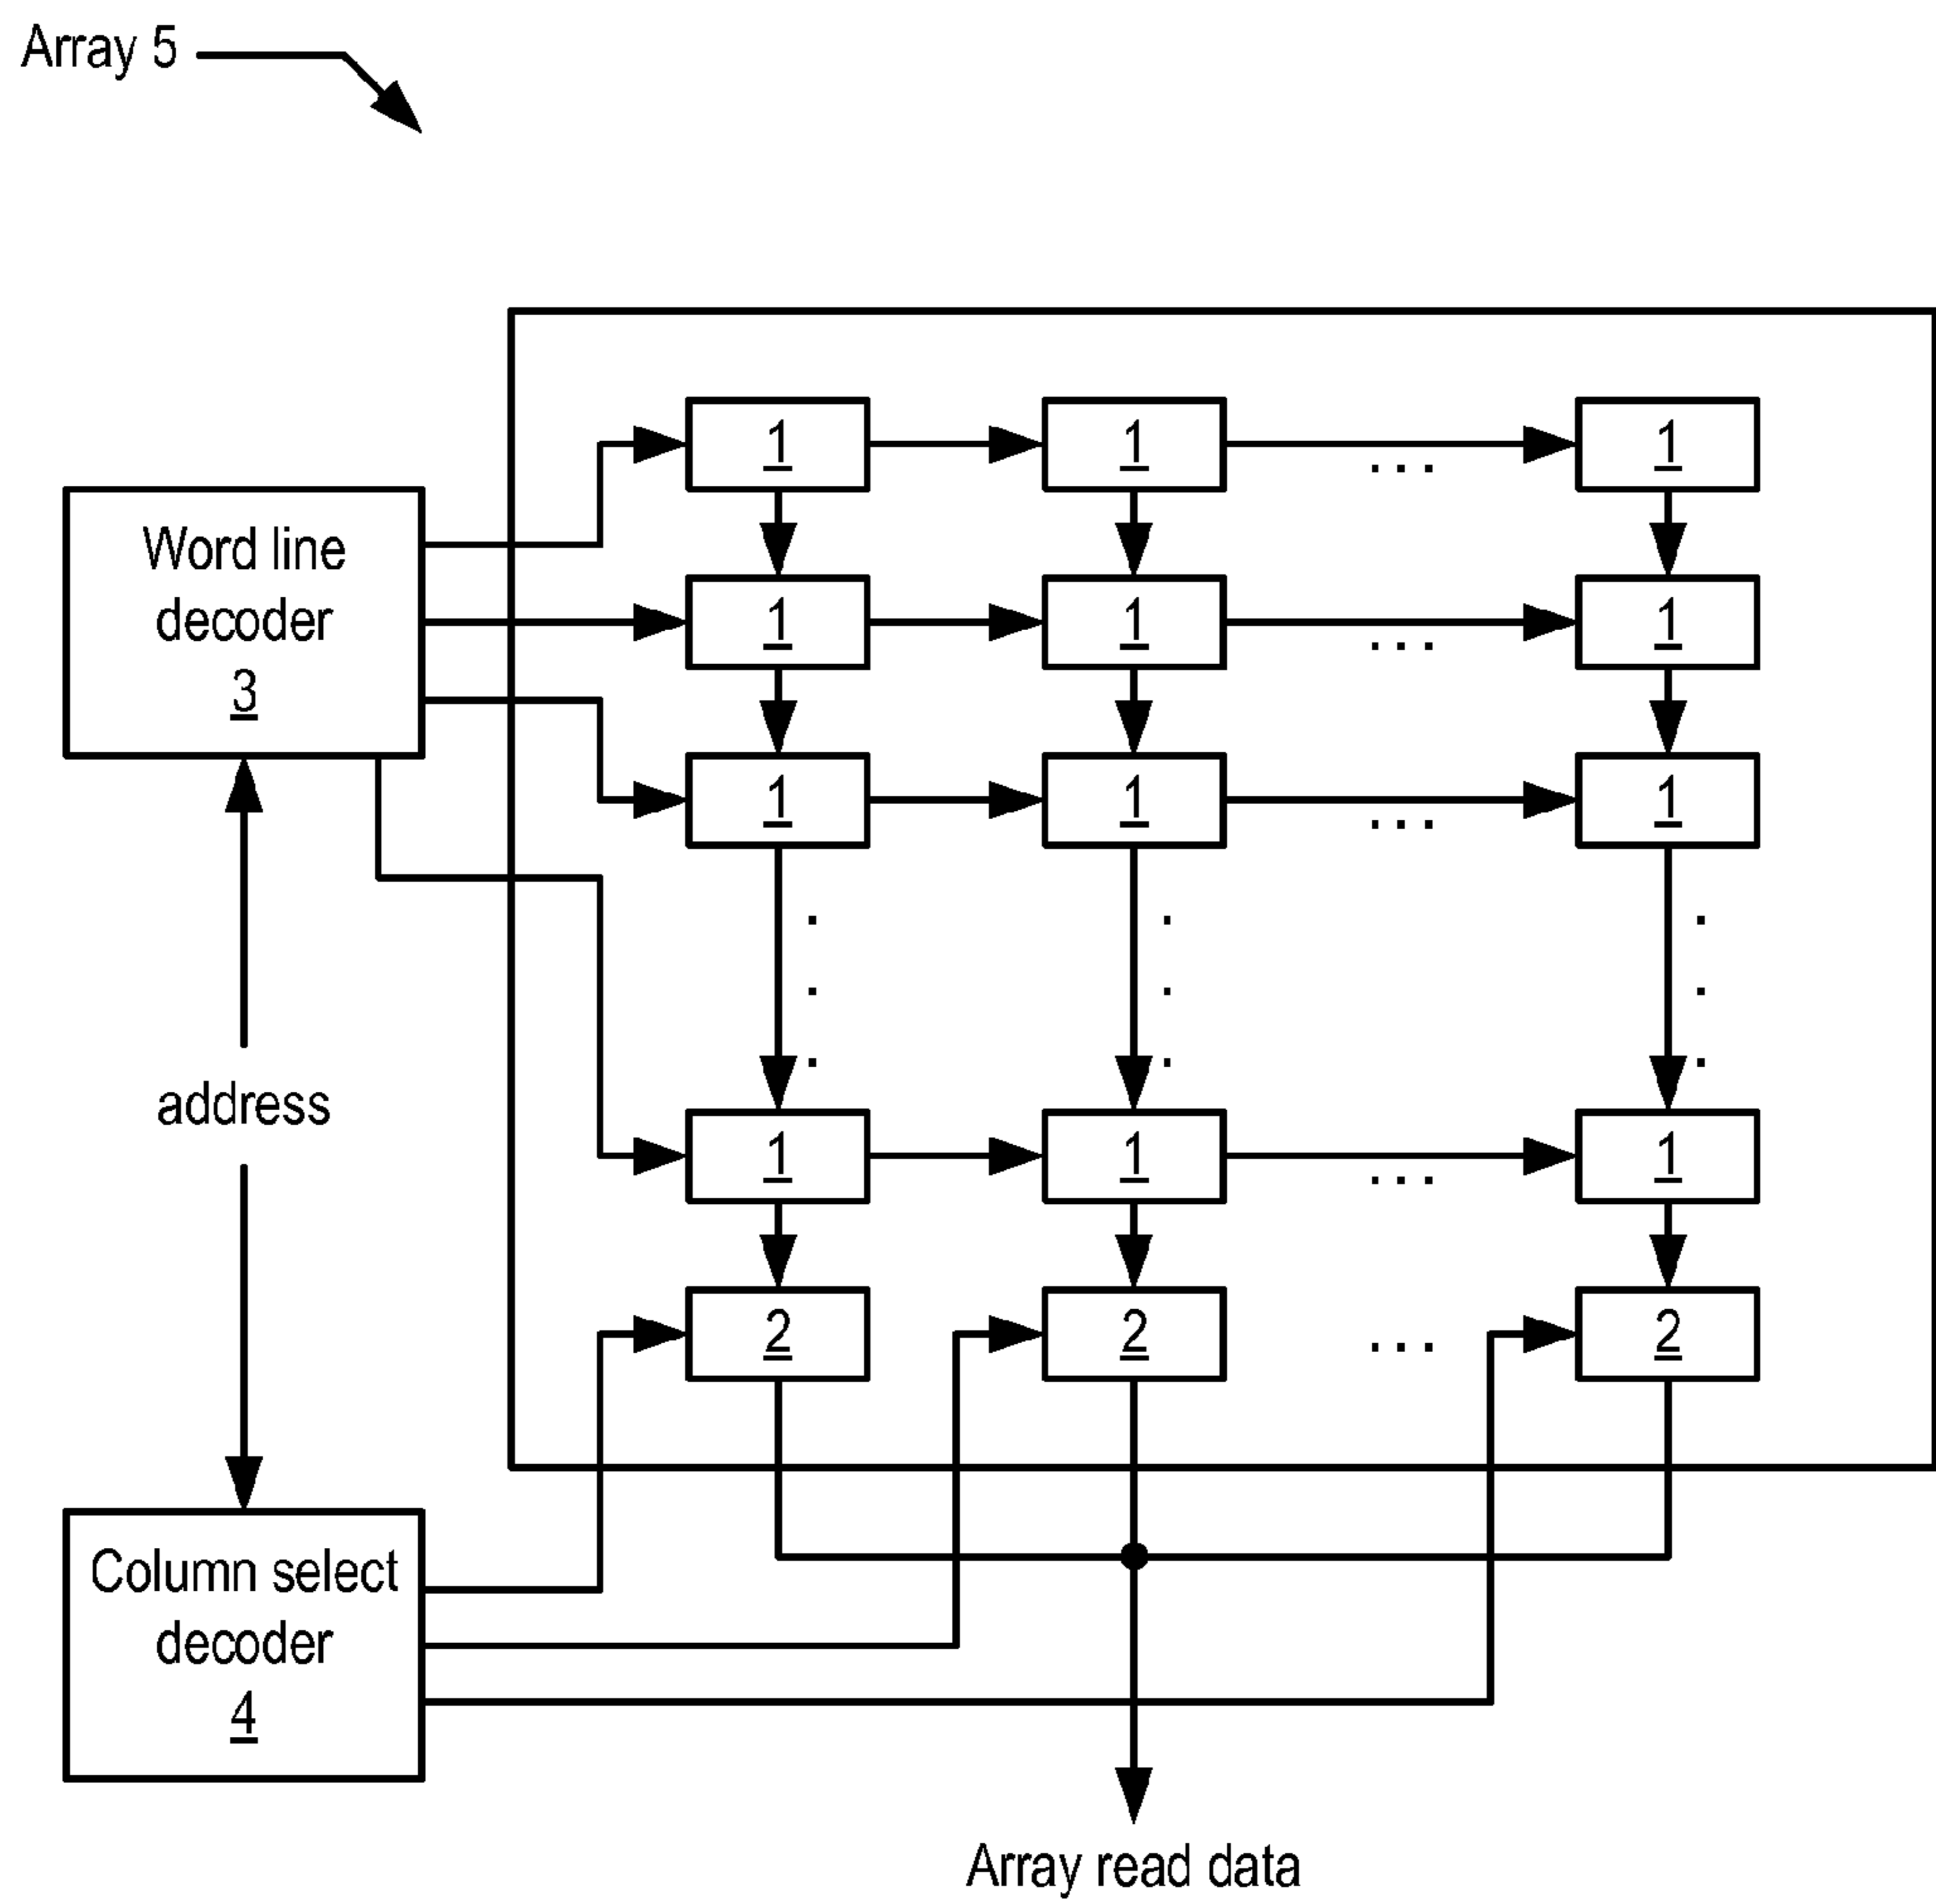 Array 5
1 1 ... 1
Word line
decoder
3
1 1 ... 1
1 1 ... 1
. . .
. . .
. . .
address
1 1 ... 1
2 2 ... 2
Column select
decoder
4
Array read data